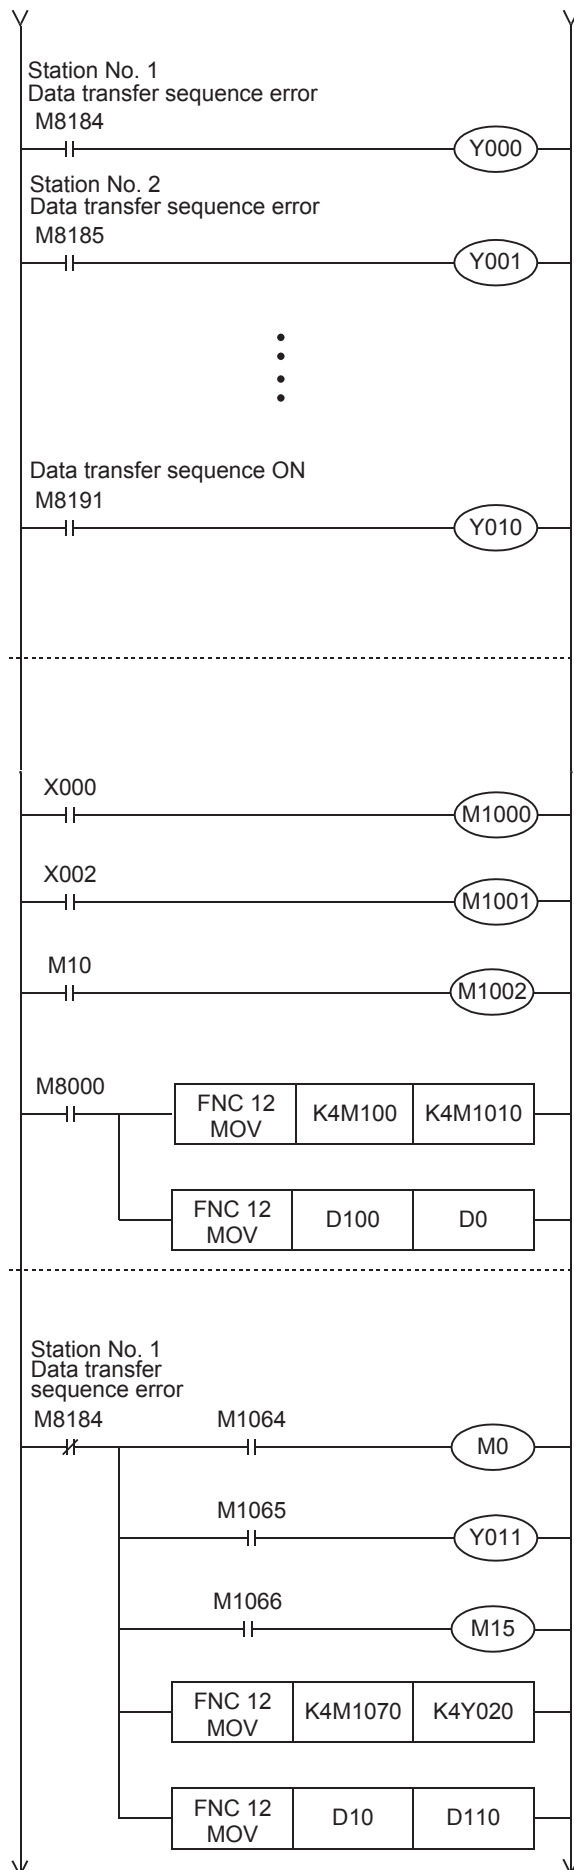 Station No. 1
Data transfer sequence error
M8184
Y000
Station No. 2
Data transfer sequence error
M8185
Y001
Data transfer sequence ON
M8191
Y010
X000
M1000
X002
M1001
M10
M1002
M8000
FNC 12
MOV
K4M100
K4M1010
FNC 12
MOV
D100
D0
Station No. 1
Data transfer
sequence error
M8184
M1064
M0
M1065
Y011
M1066
M15
FNC 12
MOV
K4M1070
K4Y020
FNC 12
MOV
D10
D110